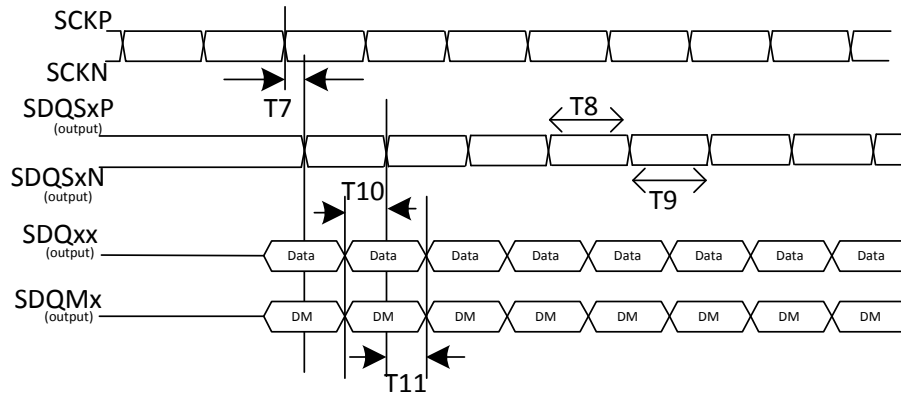 SCKP
SCKN
T7
SDQSxP
(output)
T8
SDQSxN
(output)
T10
T9
SDQxx
(output)
Data Data Data Data Data Data Data Data
SDQMx
(output)
DM DM DM DM DM DM DM DM
T11